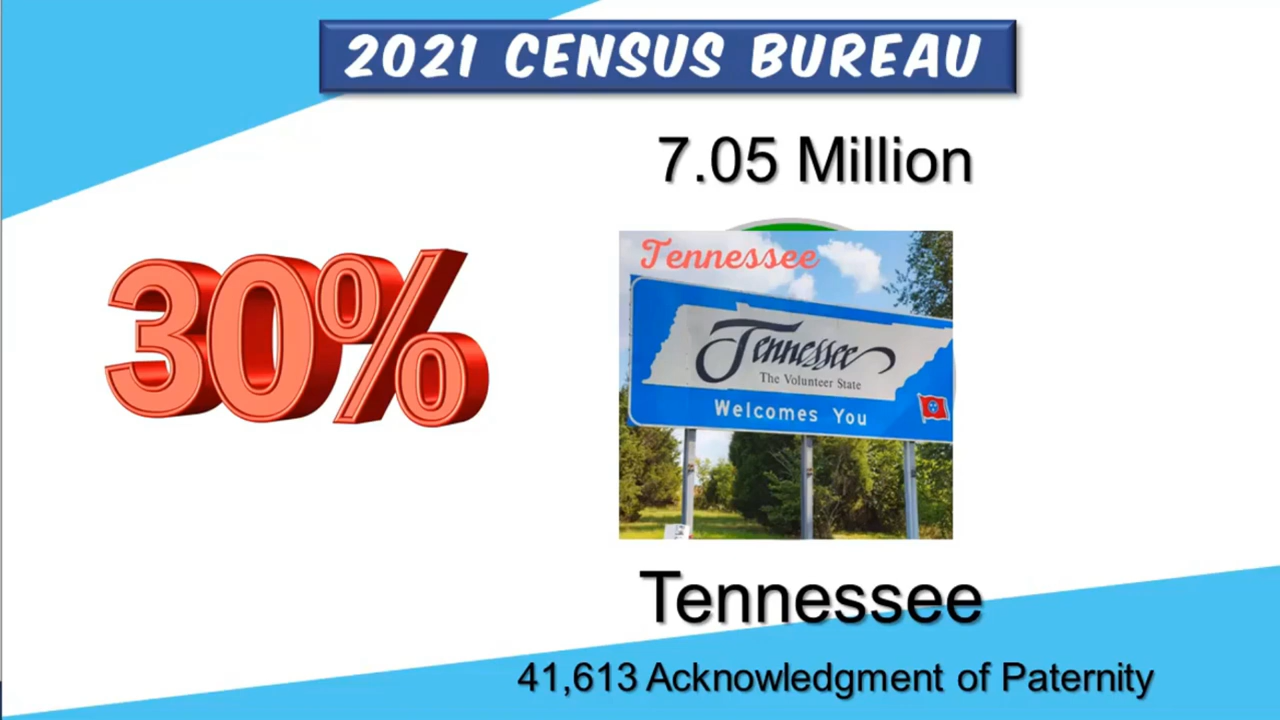 2021 CENSUS BUREAU
7.05 Million
30%
Tennessee
Tennessee
The Volunteer State
Welcomes You
Tennessee
41,613 Acknowledgment of Paternity